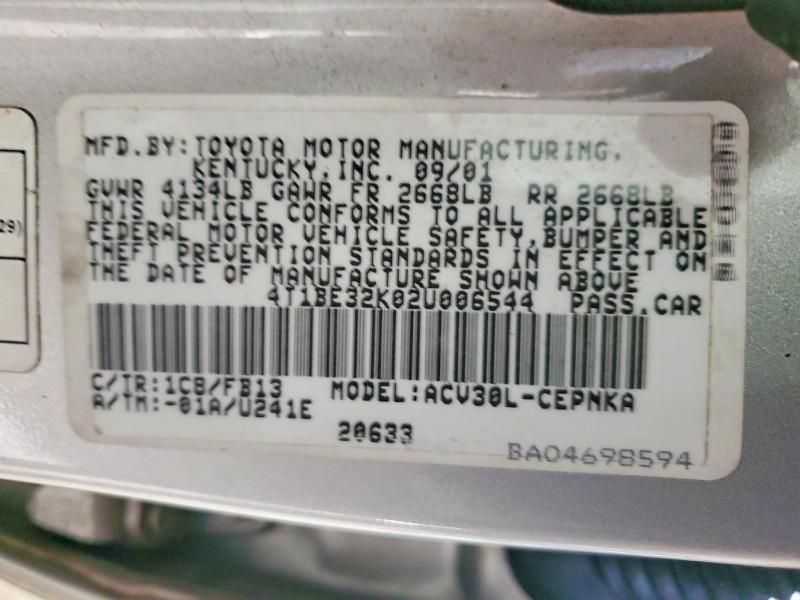 MFD.BY:TOYOTA MOTOR MANUFACTURING,
KENTUCKY,INC. 09/01
GVWR 4134LB GAWR FR 2668LB RR 2668LB
THIS VEHICLE CONFORMS TO ALL APPLICABLE
FEDERAL MOTOR VEHICLE SAFETY,BUMPER AND
THEFT PREVENTION STANDARDS IN EFFECT ON
THE DATE OF MANUFACTURE SHOWN ABOVE
4T1BE32K02U006544 PASS.CAR
C/TR:1C8/FB13 MODEL:ACV30L-CEPNKA
A/TM:-01A/U241E
20633
BA04698594
29)